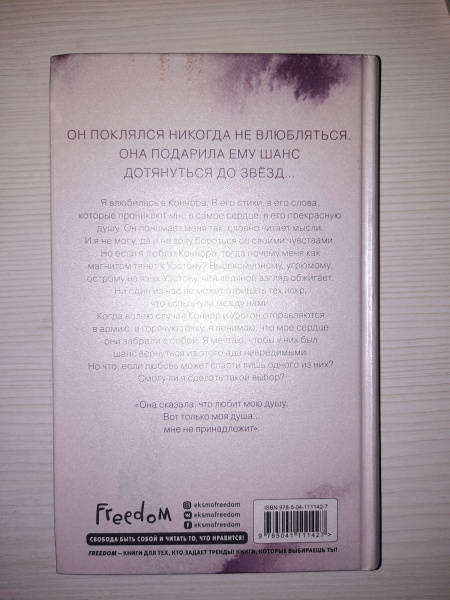 ОН ПОКЛЯЛСЯ НИКОГДА НЕ ВЛЮБЛЯТЬСЯ.
ОНА ПОДАРИЛА ЕМУ ШАНС
ДОТЯНУТЬСЯ ДО ЗВЁЗД...
Я влюбилась в Коннора. В его стихи, в его слова,
которые проникают мне в самое сердце, в его прекрасную
душу. Он понимает меня так, словно читает мысли.
И я не могу, да и не хочу бороться со своими чувствами.
Но если я люблю Коннора, тогда почему меня как
магнитом тянет к Уэстону? Высокомерному, угрюмому,
острому на язык Уэстону, чей ледяной взгляд обжигает.
Ни один из нас не может отрицать тех искр,
что вспыхнули между нами.
Когда волею случая Коннор и Уэстон отправляются
в армию, в горячую точку, я понимаю, что мое сердце
они забрали с собой. Я мечтаю, чтобы у них был
шанс вернуться из этого ада невредимыми.
Но что, если любовь может спасти лишь одного из них?
Смогу ли я сделать такой выбор?
«Она сказала, что любит мою душу.
Вот только моя душа...
мне не принадлежит».
Freedom
eksmofreedom
eksmofreedom
eksmofreedom
СВОБОДА БЫТЬ СОБОЙ И ЧИТАТЬ ТО, ЧТО НРАВИТСЯ!
FREEDOM – КНИГИ ДЛЯ ТЕХ, КТО ЗАДАЕТ ТРЕНДЫ! КНИГИ, КОТОРЫЕ ВЫБИРАЕШЬ ТЫ!
ISBN 978-5-04-111142-7
9 785041 111427 >